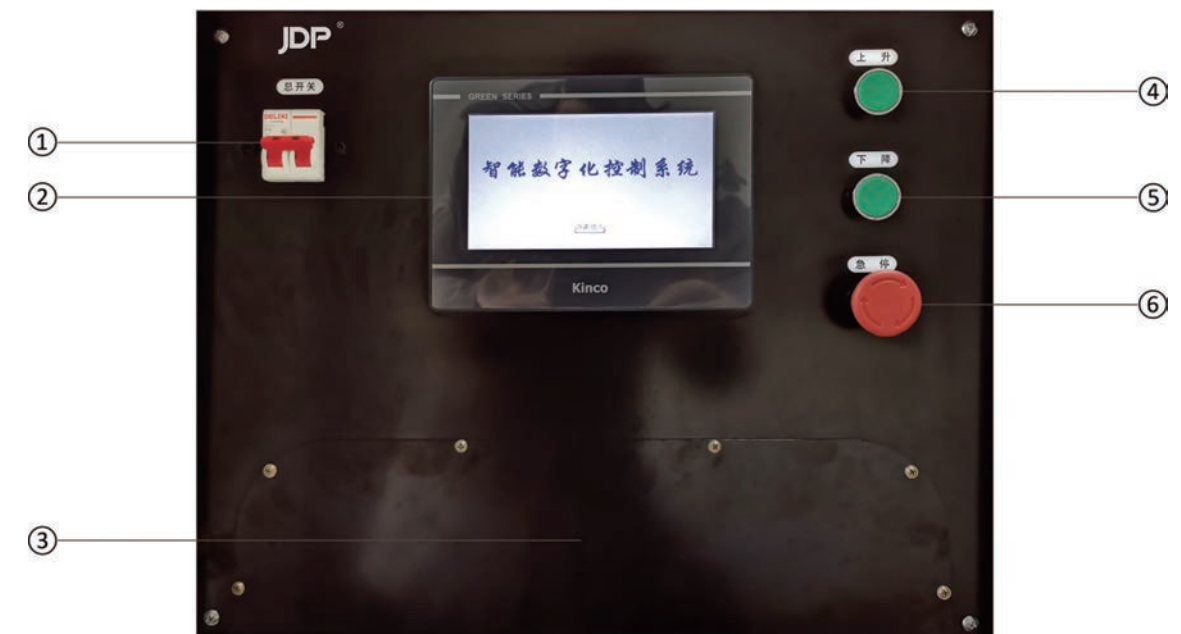 JDP®
总开关
DELIXI
GREEN SERIES
智能数字化控制系统
Kinco
上 升
下 降
急 停
①
②
③
④
⑤
⑥